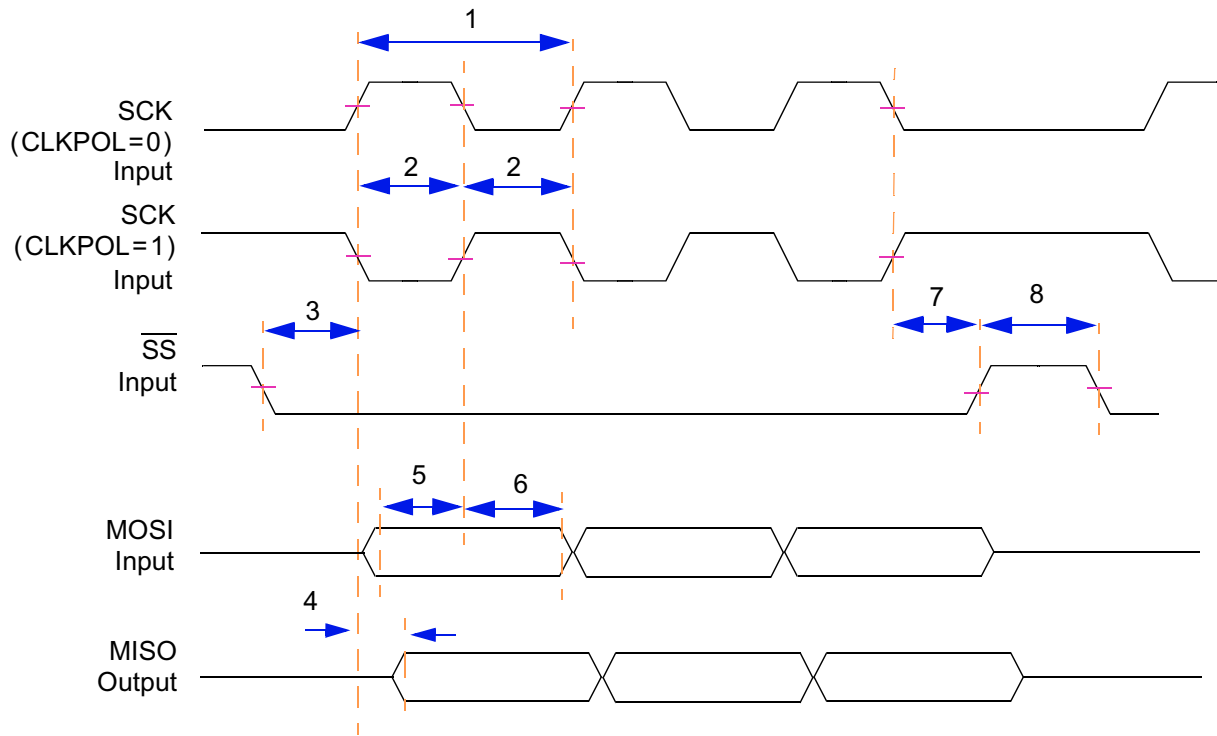 1
SCK
(CLKPOL=0)
Input
2 2
SCK
(CLKPOL=1)
Input
3
7 8
SS
Input
5 6
MOSI
Input
4
MISO
Output